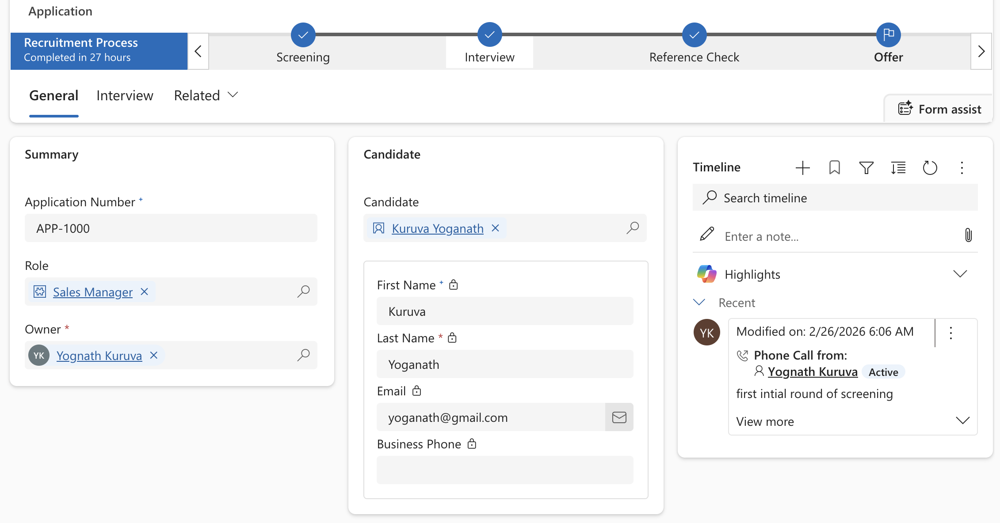 Application
Recruitment Process
Completed in 27 hours
Screening
Interview
Reference Check
Offer
General
Interview
Related
Form assist
Summary
Application Number +
APP-1000
Role
Sales Manager
Owner *
YK
Yognath Kuruva
Candidate
Candidate
Kuruva Yoganath
First Name +
Kuruva
Last Name *
Yoganath
Email
yoganath@gmail.com
Business Phone
Timeline
Search timeline
Enter a note...
Highlights
Recent
YK
Modified on: 2/26/2026 6:06 AM
Phone Call from:
Yognath Kuruva Active
first intial round of screening
View more